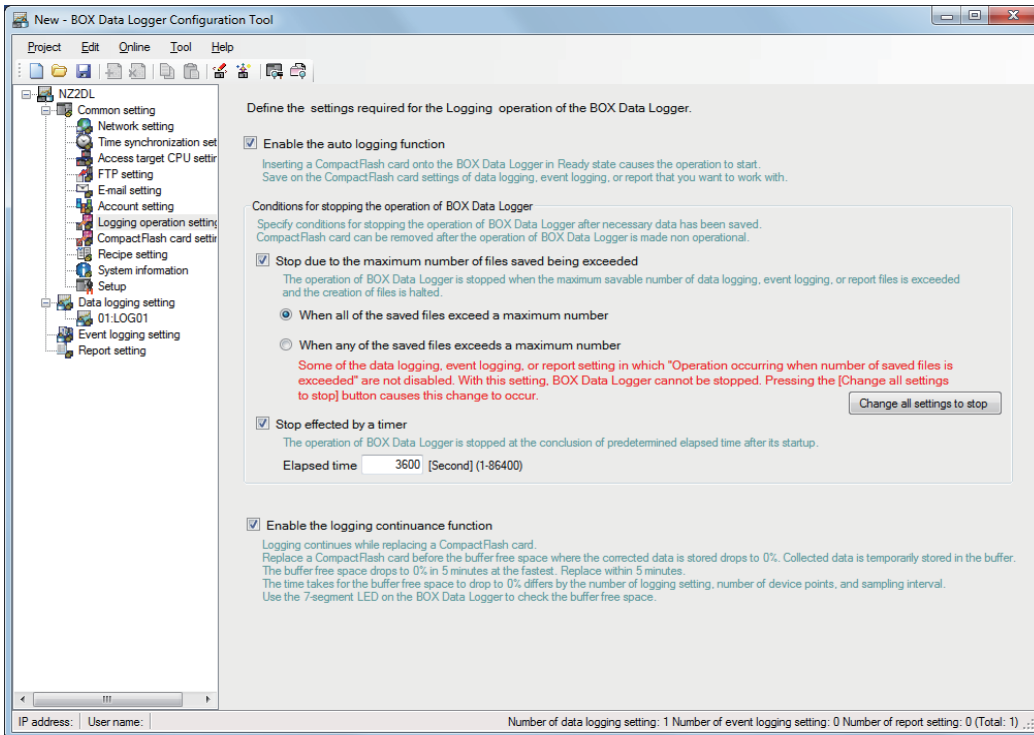 New - BOX Data Logger Configuration Tool
Project Edit Online Tool Help
NZ2DL
Common setting
Network setting
Time synchronization set
Access target CPU settir
FTP setting
E-mail setting
Account setting
Logging operation setting
CompactFlash card settir
Recipe setting
System information
Setup
Data logging setting
01:LOG01
Event logging setting
Report setting
Define the settings required for the Logging operation of the BOX Data Logger.
Enable the auto logging function
Inserting a CompactFlash card onto the BOX Data Logger in Ready state causes the operation to start.
Save on the CompactFlash card settings of data logging, event logging, or report that you want to work with.
Conditions for stopping the operation of BOX Data Logger
Specify conditions for stopping the operation of BOX Data Logger after necessary data has been saved.
CompactFlash card can be removed after the operation of BOX Data Logger is made non operational.
Stop due to the maximum number of files saved being exceeded
The operation of BOX Data Logger is stopped when the maximum savable number of data logging, event logging, or report files is exceeded
and the creation of files is halted.
When all of the saved files exceed a maximum number
When any of the saved files exceeds a maximum number
Some of the data logging, event logging, or report setting in which "Operation occurring when number of saved files is
exceeded" are not disabled. With this setting, BOX Data Logger cannot be stopped. Pressing the [Change all settings
to stop] button causes this change to occur.
Change all settings to stop
Stop effected by a timer
The operation of BOX Data Logger is stopped at the conclusion of predetermined elapsed time after its startup.
Elapsed time 3600 [Second] (1-86400)
Enable the logging continuance function
Logging continues while replacing a CompactFlash card.
Replace a CompactFlash card before the buffer free space where the corrected data is stored drops to 0%. Collected data is temporarily stored in the buffer.
The buffer free space drops to 0% in 5 minutes at the fastest. Replace within 5 minutes.
The time takes for the buffer free space to drop to 0% differs by the number of logging setting, number of device points, and sampling interval.
Use the 7-segment LED on the BOX Data Logger to check the buffer free space.
IP address: User name: Number of data logging setting: 1 Number of event logging setting: 0 Number of report setting: 0 (Total: 1)